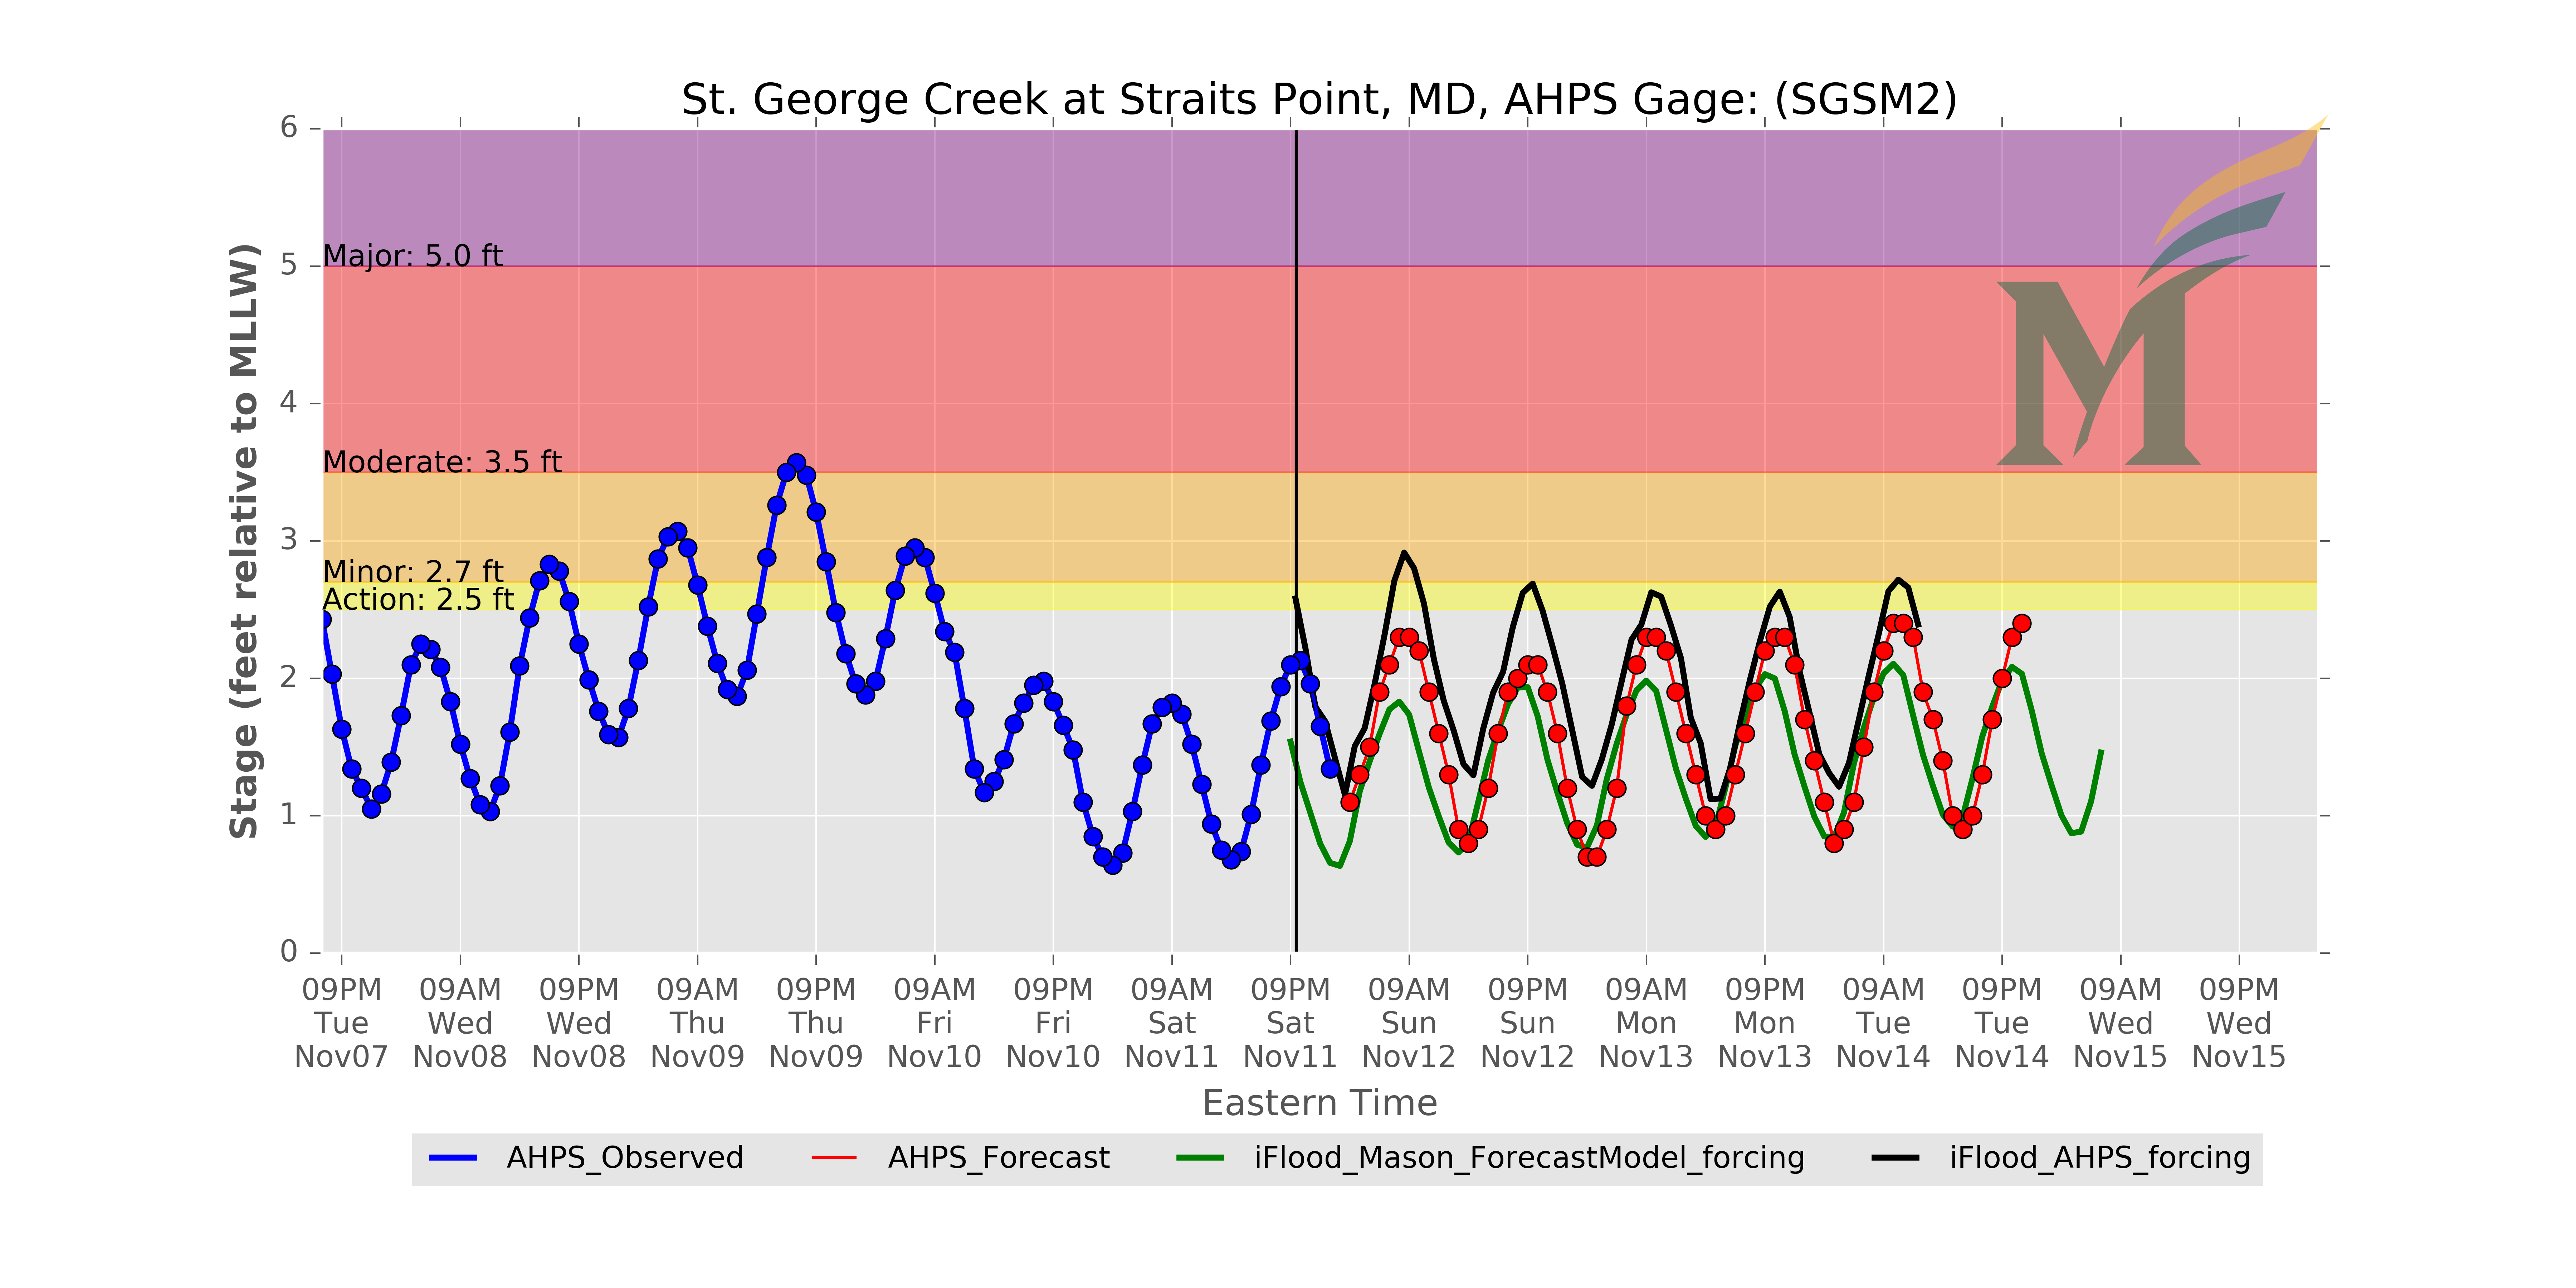 St. George Creek at Straits Point, MD, AHPS Gage: (SGSM2)
Stage (feet relative to MLLW)
6
5
4
3
2
1
0
Major: 5.0 ft
Moderate: 3.5 ft
Minor: 2.7 ft
Action: 2.5 ft
M
09PM 09AM 09PM 09AM 09PM 09AM 09PM 09AM 09PM 09AM 09PM 09AM 09PM 09AM 09PM 09AM 09PM
Tue Wed Wed Thu Thu Fri Fri Sat Sat Sun Sun Mon Mon Tue Tue Wed Wed
Nov07 Nov08 Nov08 Nov09 Nov09 Nov10 Nov10 Nov11 Nov11 Nov12 Nov12 Nov13 Nov13 Nov14 Nov14 Nov15 Nov15
Eastern Time
AHPS_Observed AHPS_Forecast iFlood_Mason_ForecastModel_forcing iFlood_AHPS_forcing